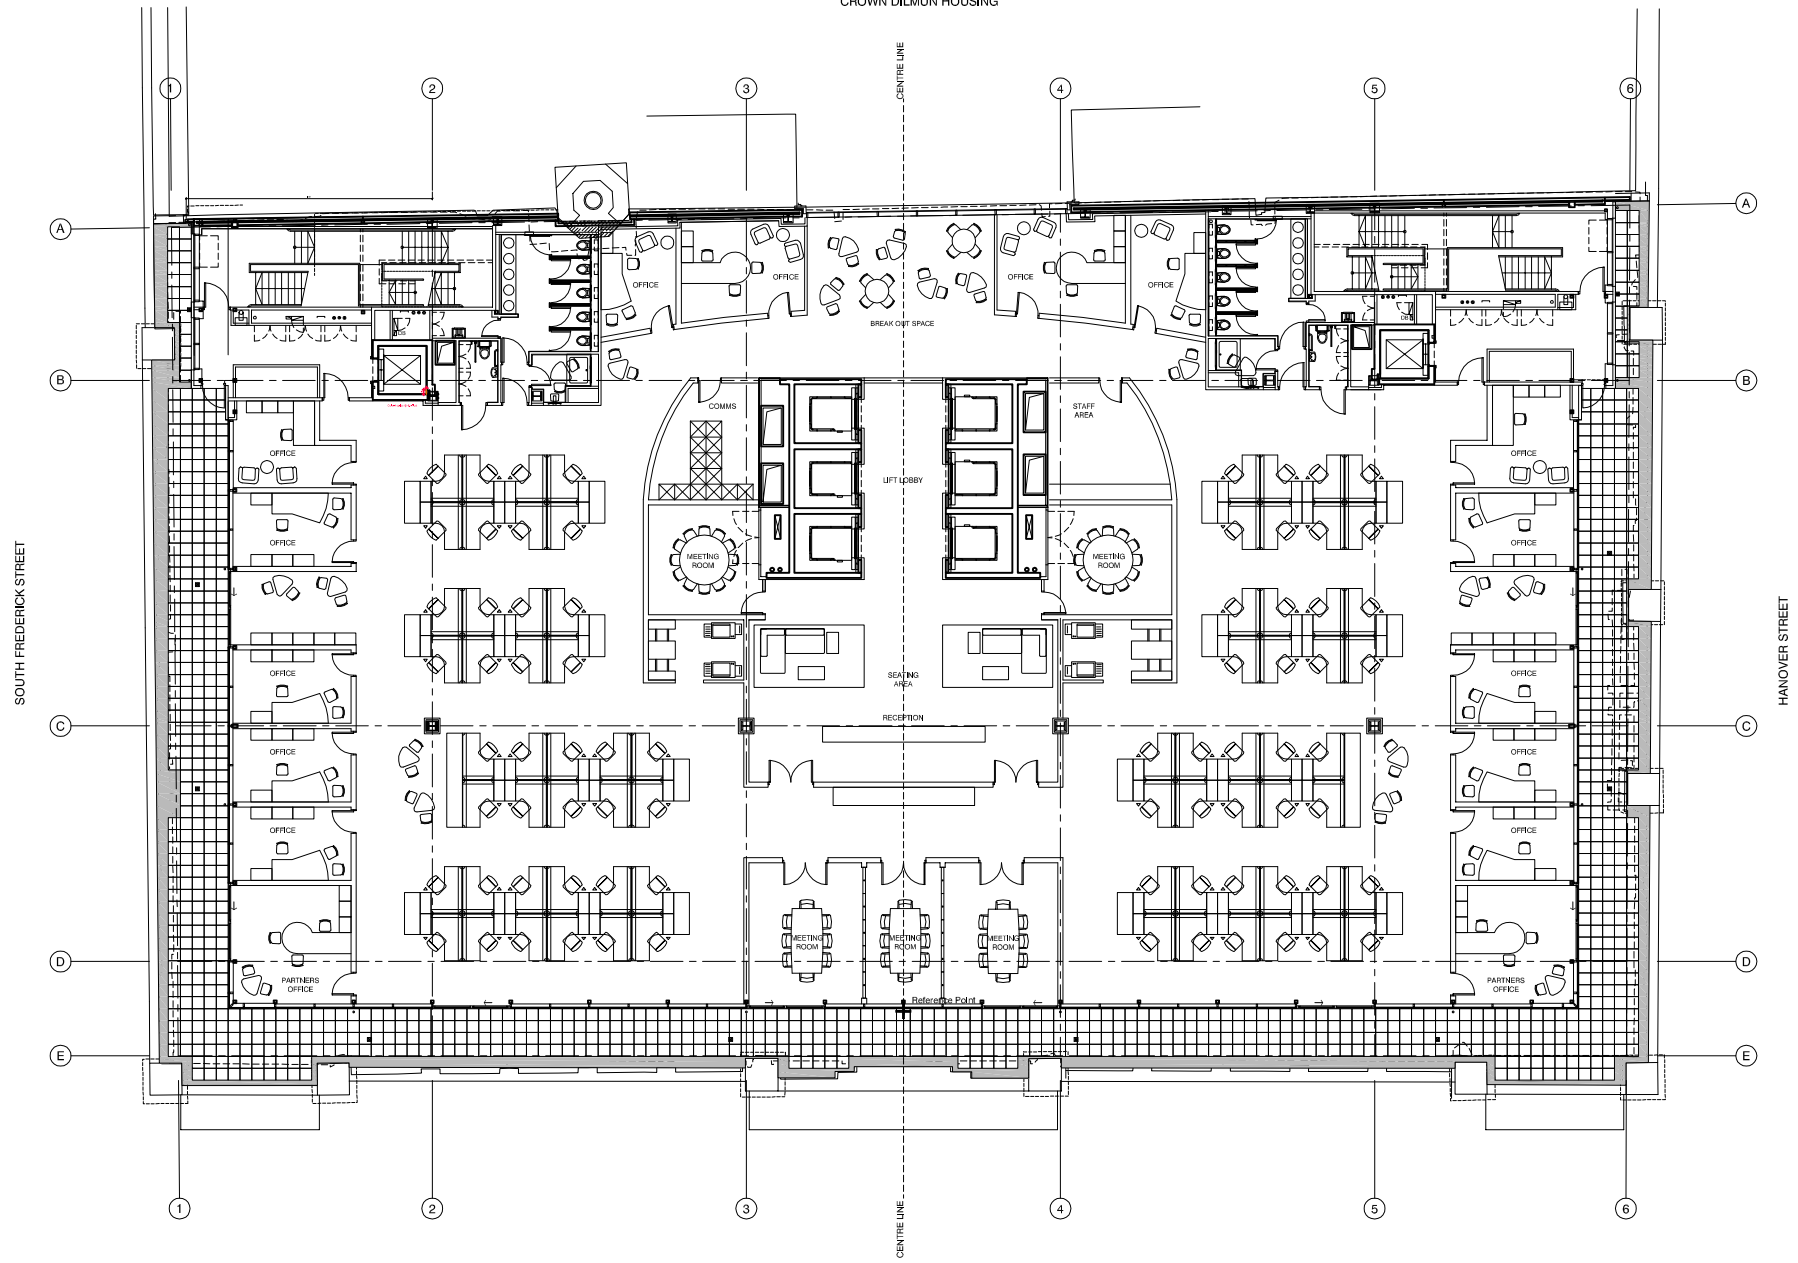 CROWN DILMUN HOUSING
CENTRE LINE
1
2
3
4
5
6
A
A
OFFICE
OFFICE
OFFICE
OFFICE
BREAK OUT SPACE
DB
DB
B
B
COMMS
STAFF
AREA
OFFICE
OFFICE
LIFT LOBBY
OFFICE
OFFICE
MEETING
ROOM
MEETING
ROOM
SOUTH FREDERICK STREET
HANOVER STREET
OFFICE
SEATING
AREA
OFFICE
RECEPTION
C
C
OFFICE
OFFICE
OFFICE
OFFICE
MEETING
ROOM
MEETING
ROOM
MEETING
ROOM
D
D
PARTNERS
OFFICE
PARTNERS
OFFICE
Reference Point
E
E
1
2
3
4
5
6
CENTRE LINE